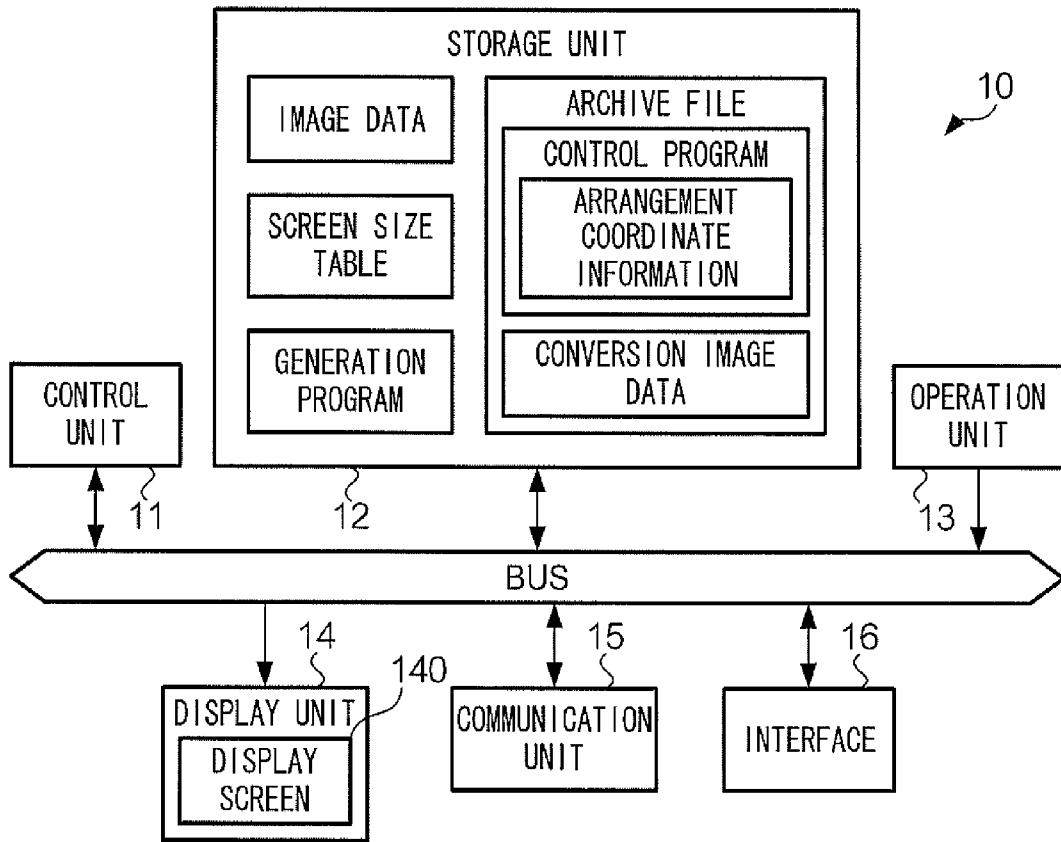 STORAGE UNIT
IMAGE DATA
SCREEN SIZE
TABLE
GENERATION
PROGRAM
ARCHIVE FILE
CONTROL PROGRAM
ARRANGEMENT
COORDINATE
INFORMATION
CONVERSION IMAGE
DATA
10
CONTROL
UNIT
OPERATION
UNIT
11
12
13
BUS
14
140
15
16
DISPLAY UNIT
DISPLAY
SCREEN
COMMUNICATION
UNIT
INTERFACE